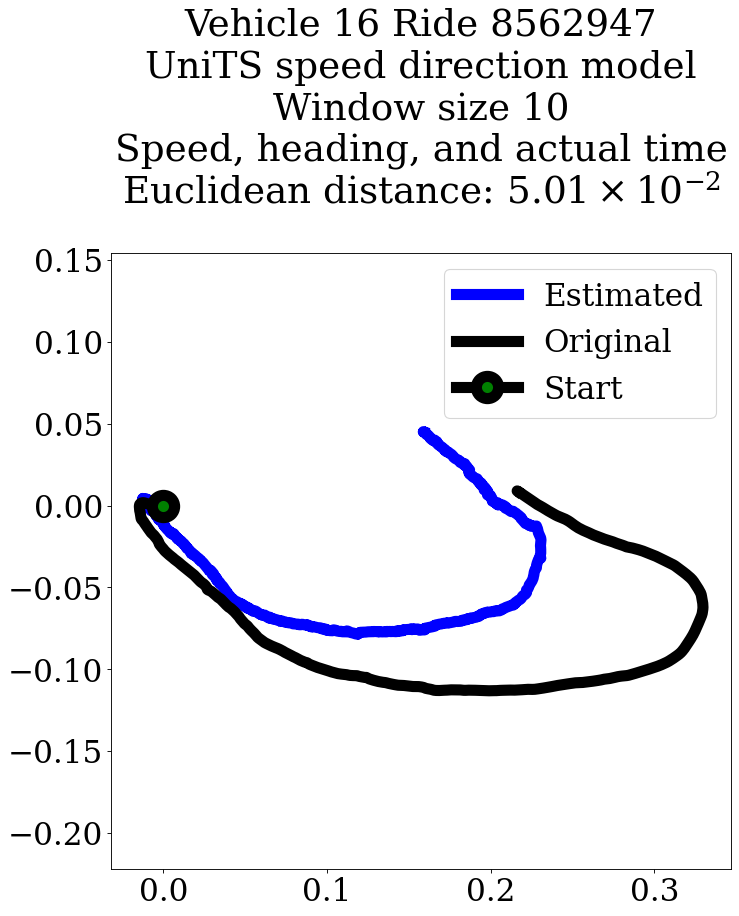 Vehicle 16 Ride 8562947
UniTS speed direction model
Window size 10
Speed, heading, and actual time
Euclidean distance: 5.01 × 10⁻²
Estimated
Original
Start
0.15
0.10
0.05
0.00
−0.05
−0.10
−0.15
−0.20
0.0 0.1 0.2 0.3